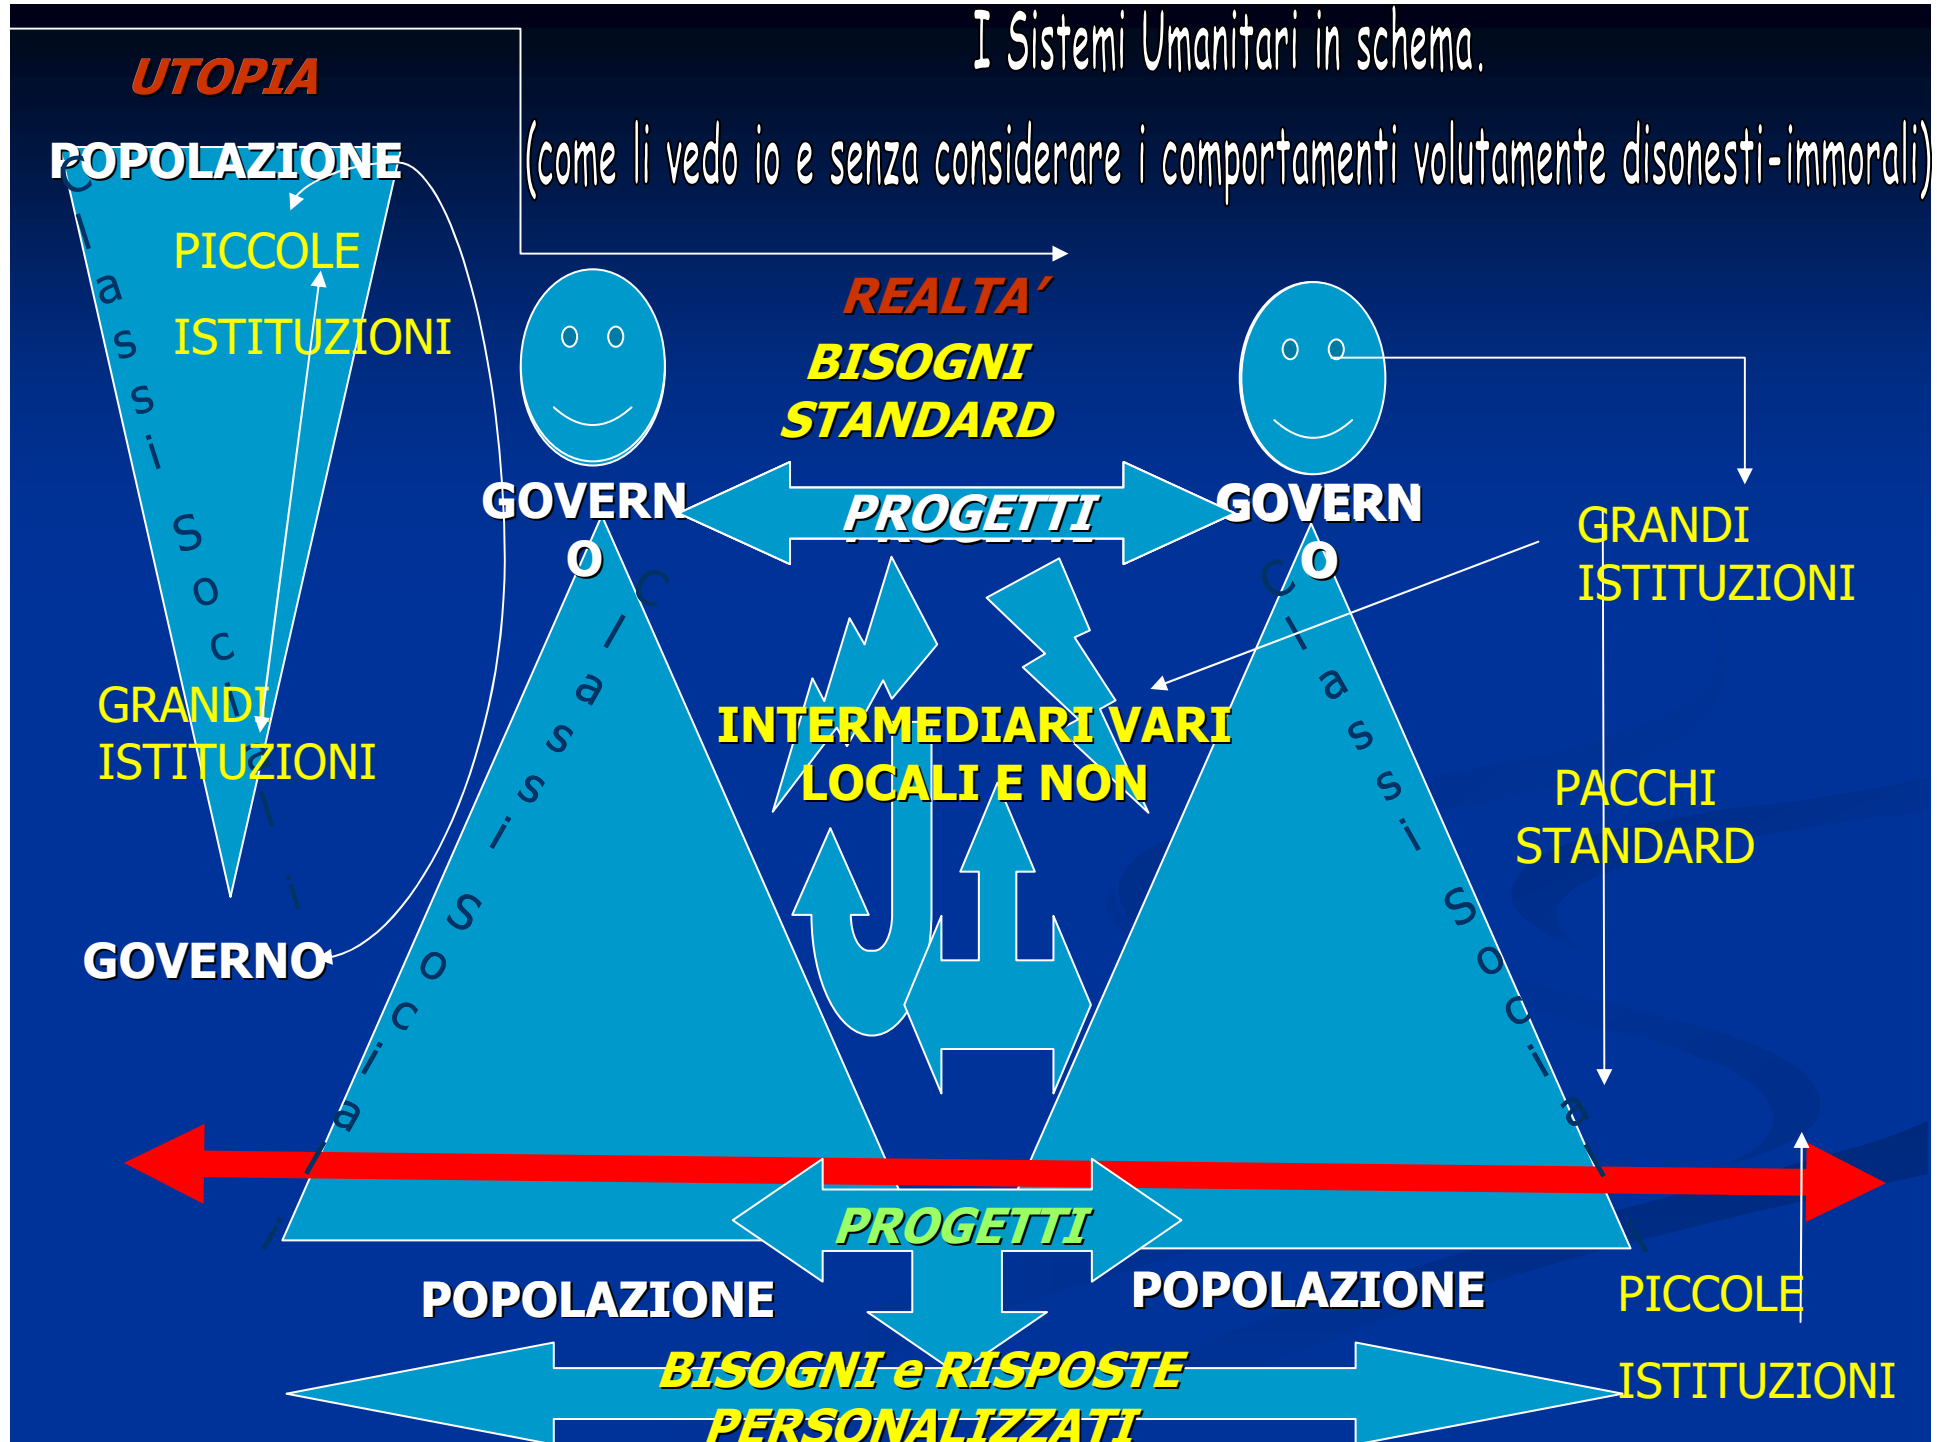 I Sistemi Umanitari in schema.
(come li vedo io e senza considerare i comportamenti volutamente disonesti-immorali)
UTOPIA
POPOLAZIONE
PICCOLE
ISTITUZIONI
Classi Sociali
GRANDI
ISTITUZIONI
GOVERNO
REALTA’
BISOGNI
STANDARD
GOVERN
O
PROGETTI
GOVERN
O
GRANDI
ISTITUZIONI
Classi Sociali
Classi Sociali
INTERMEDIARI VARI
LOCALI E NON
PACCHI
STANDARD
PROGETTI
POPOLAZIONE
POPOLAZIONE
PICCOLE
ISTITUZIONI
BISOGNI e RISPOSTE
PERSONALIZZATI